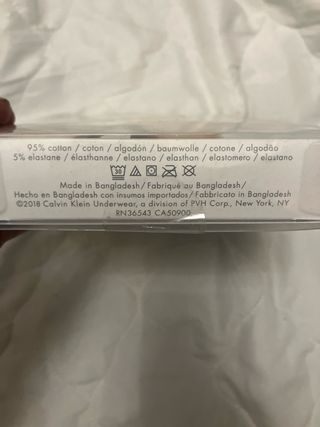 95% cotton / coton / algodón / baumwolle / cotone / algodão
5% elastane / élasthanne / elastano / elasthan / elastomero / elastano
30
Made in Bangladesh/ Fabriqué au Bangladesh/
Hecho en Bangladesh con insumos importados/ Fabbricato in Bangladesh
©2018 Calvin Klein Underwear, a division of PVH Corp., New York, NY
RN36543 CA50900